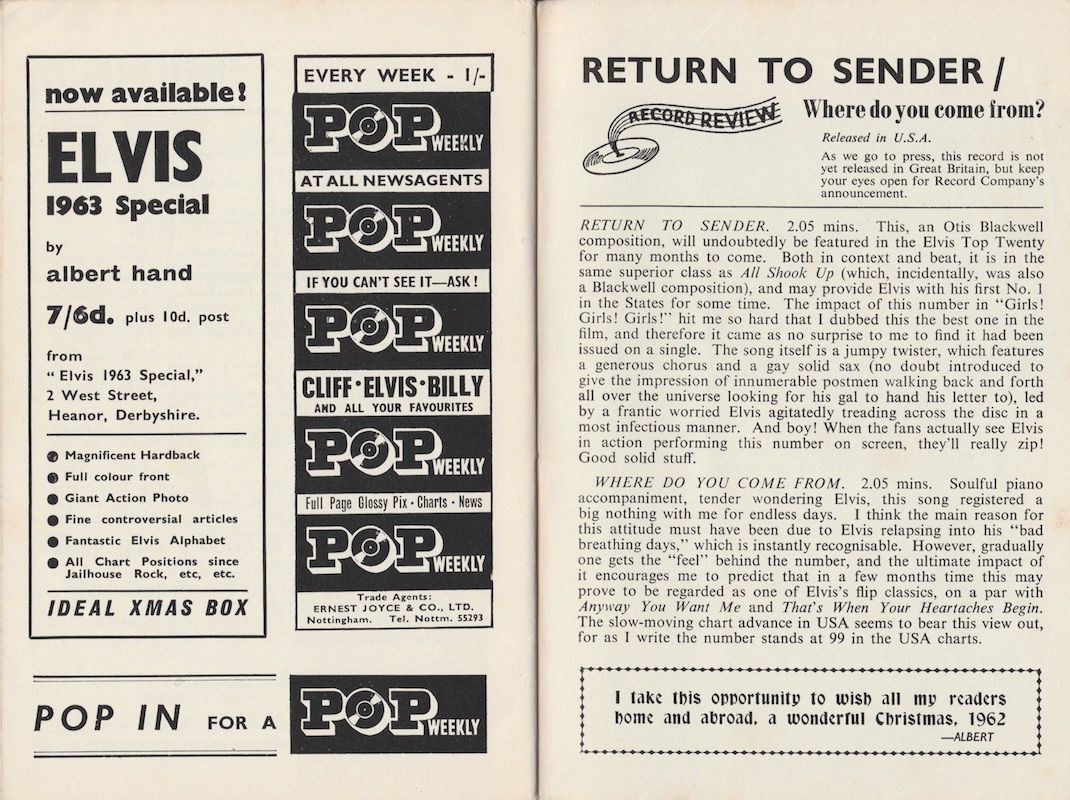 now available!
ELVIS
1963 Special
by
albert hand
7/6d. plus 10d. post
from
"Elvis 1963 Special,"
2 West Street,
Heanor, Derbyshire.
● Magnificent Hardback
● Full colour front
● Giant Action Photo
● Fine controversial articles
● Fantastic Elvis Alphabet
● All Chart Positions since
Jailhouse Rock, etc, etc.
IDEAL XMAS BOX
EVERY WEEK - 1/-
POP WEEKLY
AT ALL NEWSAGENTS
POP WEEKLY
IF YOU CAN'T SEE IT—ASK!
POP WEEKLY
CLIFF · ELVIS · BILLY
AND ALL YOUR FAVOURITES
POP WEEKLY
Full Page Glossy Pix · Charts · News
POP WEEKLY
Trade Agents:
ERNEST JOYCE & CO., LTD.
Nottingham. Tel. Nottm. 55293
POP IN FOR A POP WEEKLY
RETURN TO SENDER /
RECORD REVIEW
Where do you come from?
Released in U.S.A.
As we go to press, this record is not
yet released in Great Britain, but keep
your eyes open for Record Company's
announcement.
RETURN TO SENDER. 2.05 mins. This, an Otis Blackwell
composition, will undoubtedly be featured in the Elvis Top Twenty
for many months to come. Both in context and beat, it is in the
same superior class as All Shook Up (which, incidentally, was also
a Blackwell composition), and may provide Elvis with his first No. 1
in the States for some time. The impact of this number in "Girls!
Girls! Girls!" hit me so hard that I dubbed this the best one in the
film, and therefore it came as no surprise to me to find it had been
issued on a single. The song itself is a jumpy twister, which features
a generous chorus and a gay solid sax (no doubt introduced to
give the impression of innumerable postmen walking back and forth
all over the universe looking for his gal to hand his letter to), led
by a frantic worried Elvis agitatedly treading across the disc in a
most infectious manner. And boy! When the fans actually see Elvis
in action performing this number on screen, they'll really zip!
Good solid stuff.
WHERE DO YOU COME FROM. 2.05 mins. Soulful piano
accompaniment, tender wondering Elvis, this song registered a
big nothing with me for endless days. I think the main reason for
this attitude must have been due to Elvis relapsing into his "bad
breathing days," which is instantly recognisable. However, gradually
one gets the "feel" behind the number, and the ultimate impact of
it encourages me to predict that in a few months time this may
prove to be regarded as one of Elvis's flip classics, on a par with
Anyway You Want Me and That's When Your Heartaches Begin.
The slow-moving chart advance in USA seems to bear this view out,
for as I write the number stands at 99 in the USA charts.
I take this opportunity to wish all my readers
home and abroad, a wonderful Christmas, 1962
—ALBERT